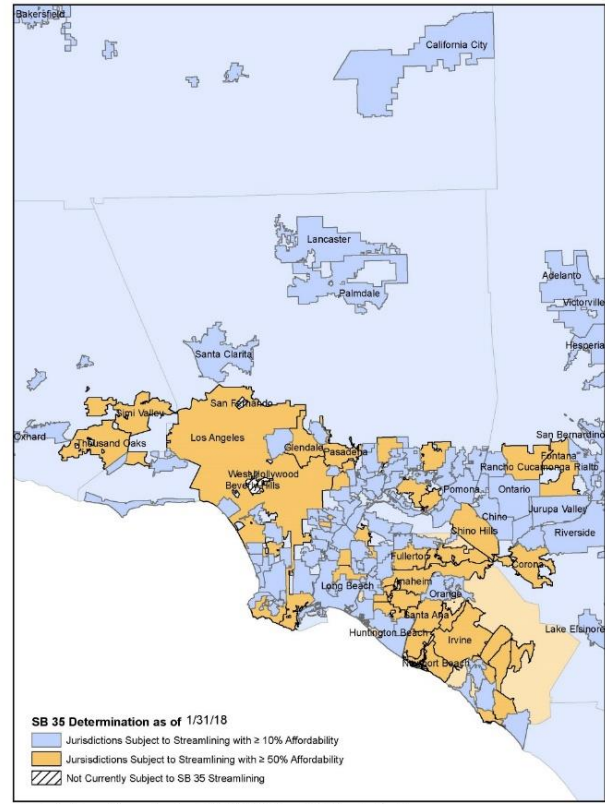 Bakersfield
California City
Lancaster
Palmdale
Adelanto
Victorville
Hesperia
Santa Clarita
San Fernando
Simi Valley
Oxnard
Thousand Oaks
Los Angeles
Glendale
Pasadena
San Bernardino
Fontana
Rancho Cucamonga Rialto
West Hollywood
Beverly Hills
Pomona
Ontario
Jurupa Valley
Chino
Chino Hills
Riverside
Fullerton
Corona
Long Beach
Anaheim
Orange
Santa Ana
Huntington Beach
Irvine
Lake Elsinore
Newport Beach
SB 35 Determination as of 1/31/18
Jurisdictions Subject to Streamlining with ≥ 10% Affordability
Jursidictions Subject to Streamlining with ≥ 50% Affordability
Not Currently Subject to SB 35 Streamlining